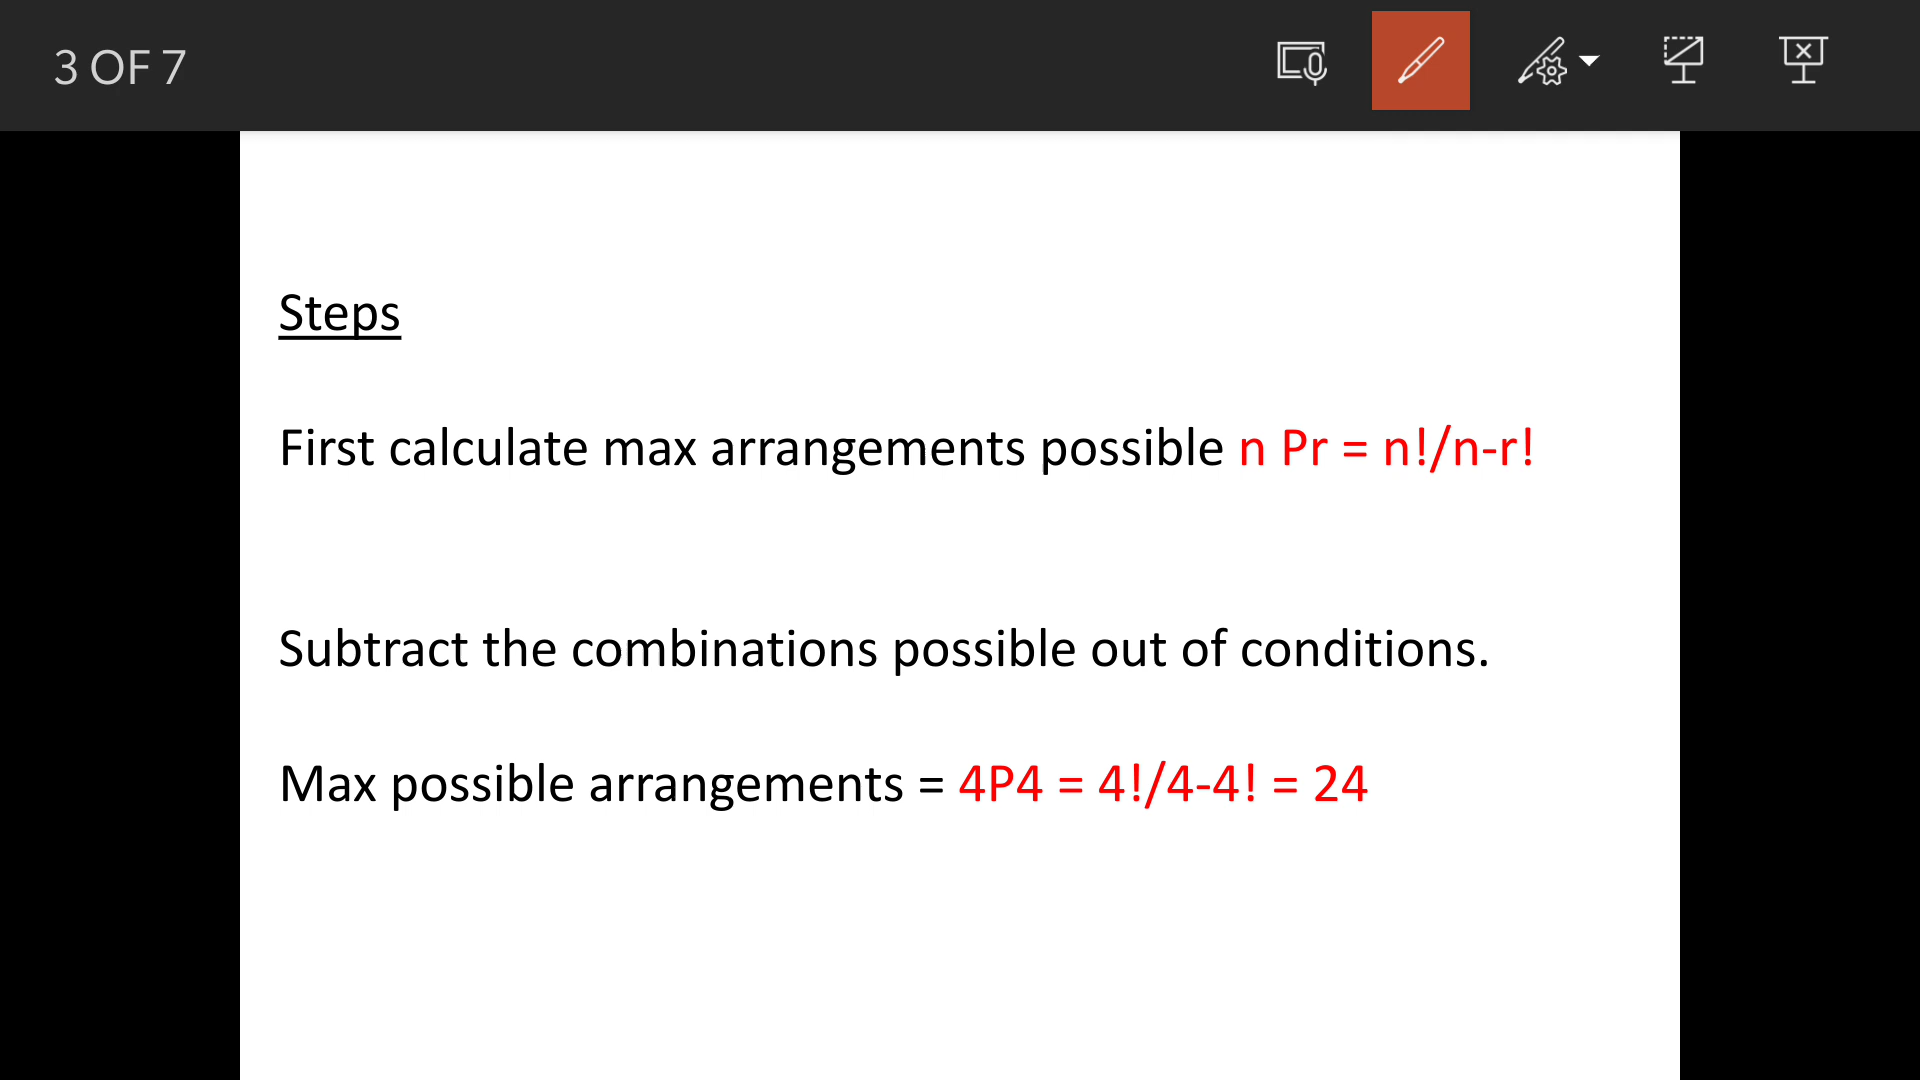 3 OF 7
Steps
First calculate max arrangements possible n Pr = n!/n-r!
Subtract the combinations possible out of conditions.
Max possible arrangements = 4P4 = 4!/4-4! = 24